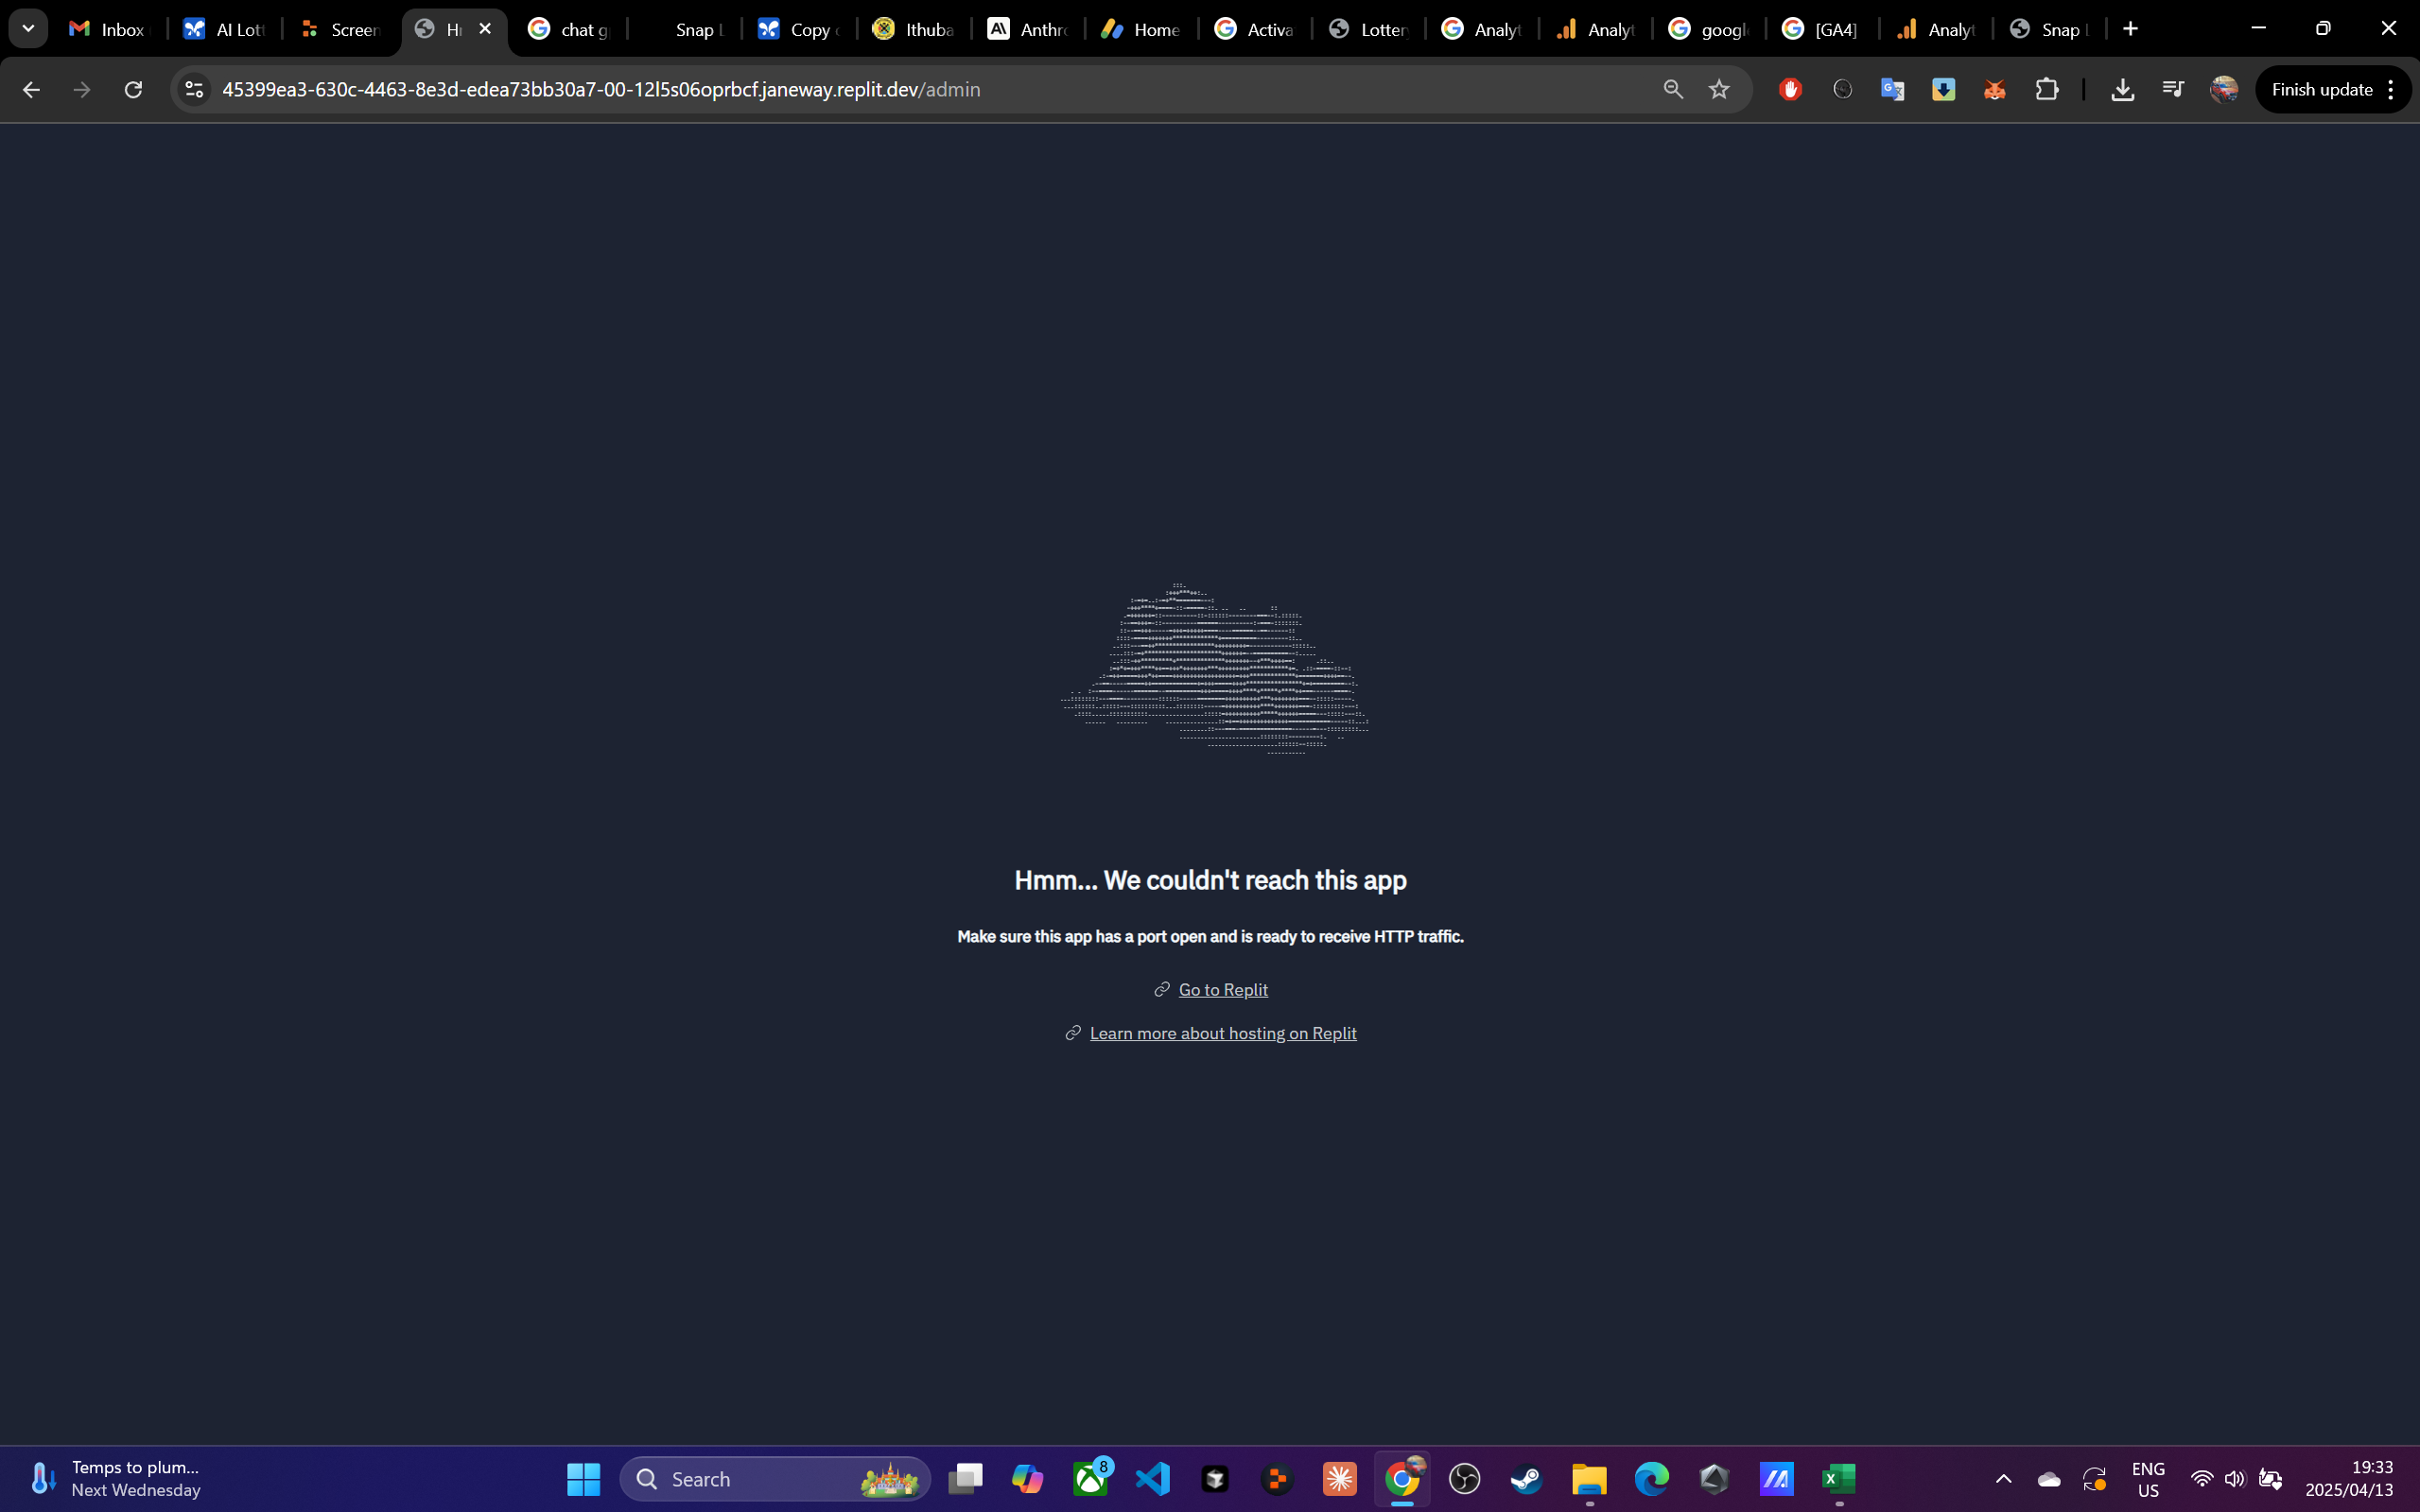 Inbox
AI Lott
Screen
H
chat g
Snap L
Copy
Ithuba
Anthr
Home
Activa
Lotter
Analyt
Analyt
googl
[GA4]
Analyt
Snap L
45399ea3-630c-4463-8e3d-edea73bb30a7-00-12l5s06oprbcf.janeway.replit.dev/admin
Finish update
Hmm... We couldn't reach this app
Make sure this app has a port open and is ready to receive HTTP traffic.
Go to Replit
Learn more about hosting on Replit
Temps to plum...
Next Wednesday
Search
8
ENG
US
19:33
2025/04/13